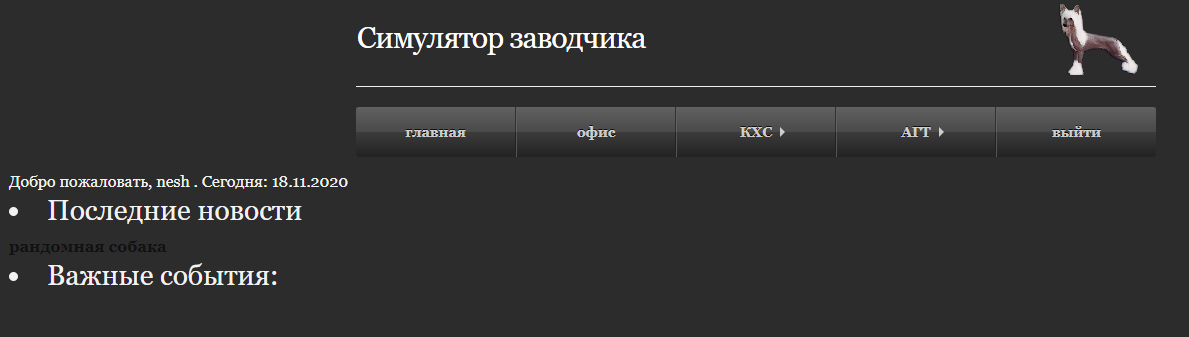 Симулятор заводчика
главная офис КХС АГТ выйти
Добро пожаловать, nesh . Сегодня: 18.11.2020
Последние новости
рандомная собака
Важные события: